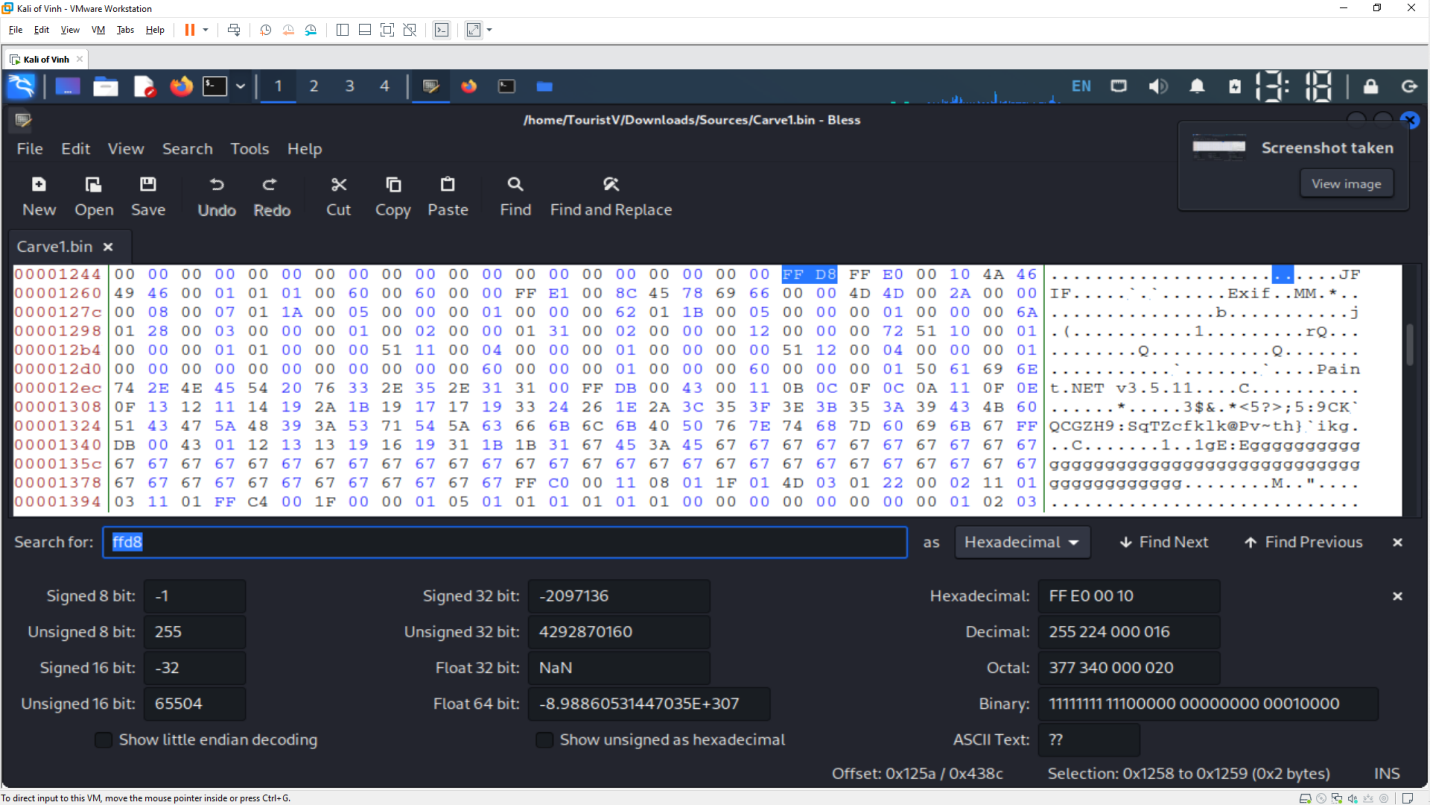 Kali of Vinh - VMware Workstation
File Edit View VM Tabs Help
Kali of Vinh
1 2 3 4 EN 13:18
/home/TouristV/Downloads/Sources/Carve1.bin - Bless
Screenshot taken
View image
File Edit View Search Tools Help
New Open Save Undo Redo Cut Copy Paste Find Find and Replace
Carve1.bin
00001244 00 00 00 00 00 00 00 00 00 00 00 00 00 00 00 00 00 00 00 00 FF D8 FF E0 00 10 4A 46 ..........................JF
00001260 49 46 00 01 01 01 00 60 00 60 00 00 FF E1 00 8C 45 78 69 66 00 00 4D 4D 00 2A 00 00 IF.....`.`......Exif..MM.*..
0000127c 00 08 00 07 01 1A 00 05 00 00 00 01 00 00 00 62 01 1B 00 05 00 00 00 01 00 00 00 6A ...............b...........j
00001298 01 28 00 03 00 00 00 01 00 02 00 00 01 31 00 02 00 00 00 12 00 00 00 72 51 10 00 01 .(...........1.........rQ...
000012b4 00 00 00 01 01 00 00 00 51 11 00 04 00 00 00 01 00 00 00 00 51 12 00 04 00 00 00 01 ........Q...........Q.......
000012d0 00 00 00 00 00 00 00 00 00 00 00 60 00 00 00 01 00 00 00 60 00 00 00 01 50 61 69 6E ...........`.......`....Pain
000012ec 74 2E 4E 45 54 20 76 33 2E 35 2E 31 31 00 FF DB 00 43 00 11 0B 0C 0F 0C 0A 11 0F 0E t.NET v3.5.11....C..........
00001308 0F 13 12 11 14 19 2A 1B 19 17 17 19 33 24 26 1E 2A 3C 35 3F 3E 3B 35 3A 39 43 4B 60 ......*.....3$&.*<5?>;5:9CK`
00001324 51 43 47 5A 48 39 3A 53 71 54 5A 63 66 6B 6C 6B 40 50 76 7E 74 68 7D 60 69 6B 67 FF QCGZH9:SqTZcfklk@Pv~th}`ikg.
00001340 DB 00 43 01 12 13 13 19 16 19 31 1B 1B 31 67 45 3A 45 67 67 67 67 67 67 67 67 67 67 ..C.......1..1gE:Egggggggggg
0000135c 67 67 67 67 67 67 67 67 67 67 67 67 67 67 67 67 67 67 67 67 67 67 67 67 67 67 67 67 gggggggggggggggggggggggggggg
00001378 67 67 67 67 67 67 67 67 67 67 67 67 FF C0 00 11 08 01 1F 01 4D 03 01 22 00 02 11 01 gggggggggggg........M.."....
00001394 03 11 01 FF C4 00 1F 00 00 01 05 01 01 01 01 01 01 00 00 00 00 00 00 00 00 01 02 03 ............................
Search for: ffd8 as Hexadecimal Find Next Find Previous
Signed 8 bit: -1 Signed 32 bit: -2097136 Hexadecimal: FF E0 00 10
Unsigned 8 bit: 255 Unsigned 32 bit: 4292870160 Decimal: 255 224 000 016
Signed 16 bit: -32 Float 32 bit: NaN Octal: 377 340 000 020
Unsigned 16 bit: 65504 Float 64 bit: -8.98860531447035E+307 Binary: 11111111 11100000 00000000 00010000
Show little endian decoding Show unsigned as hexadecimal ASCII Text: ??
Offset: 0x125a / 0x438c Selection: 0x1258 to 0x1259 (0x2 bytes) INS
To direct input to this VM, move the mouse pointer inside or press Ctrl+G.